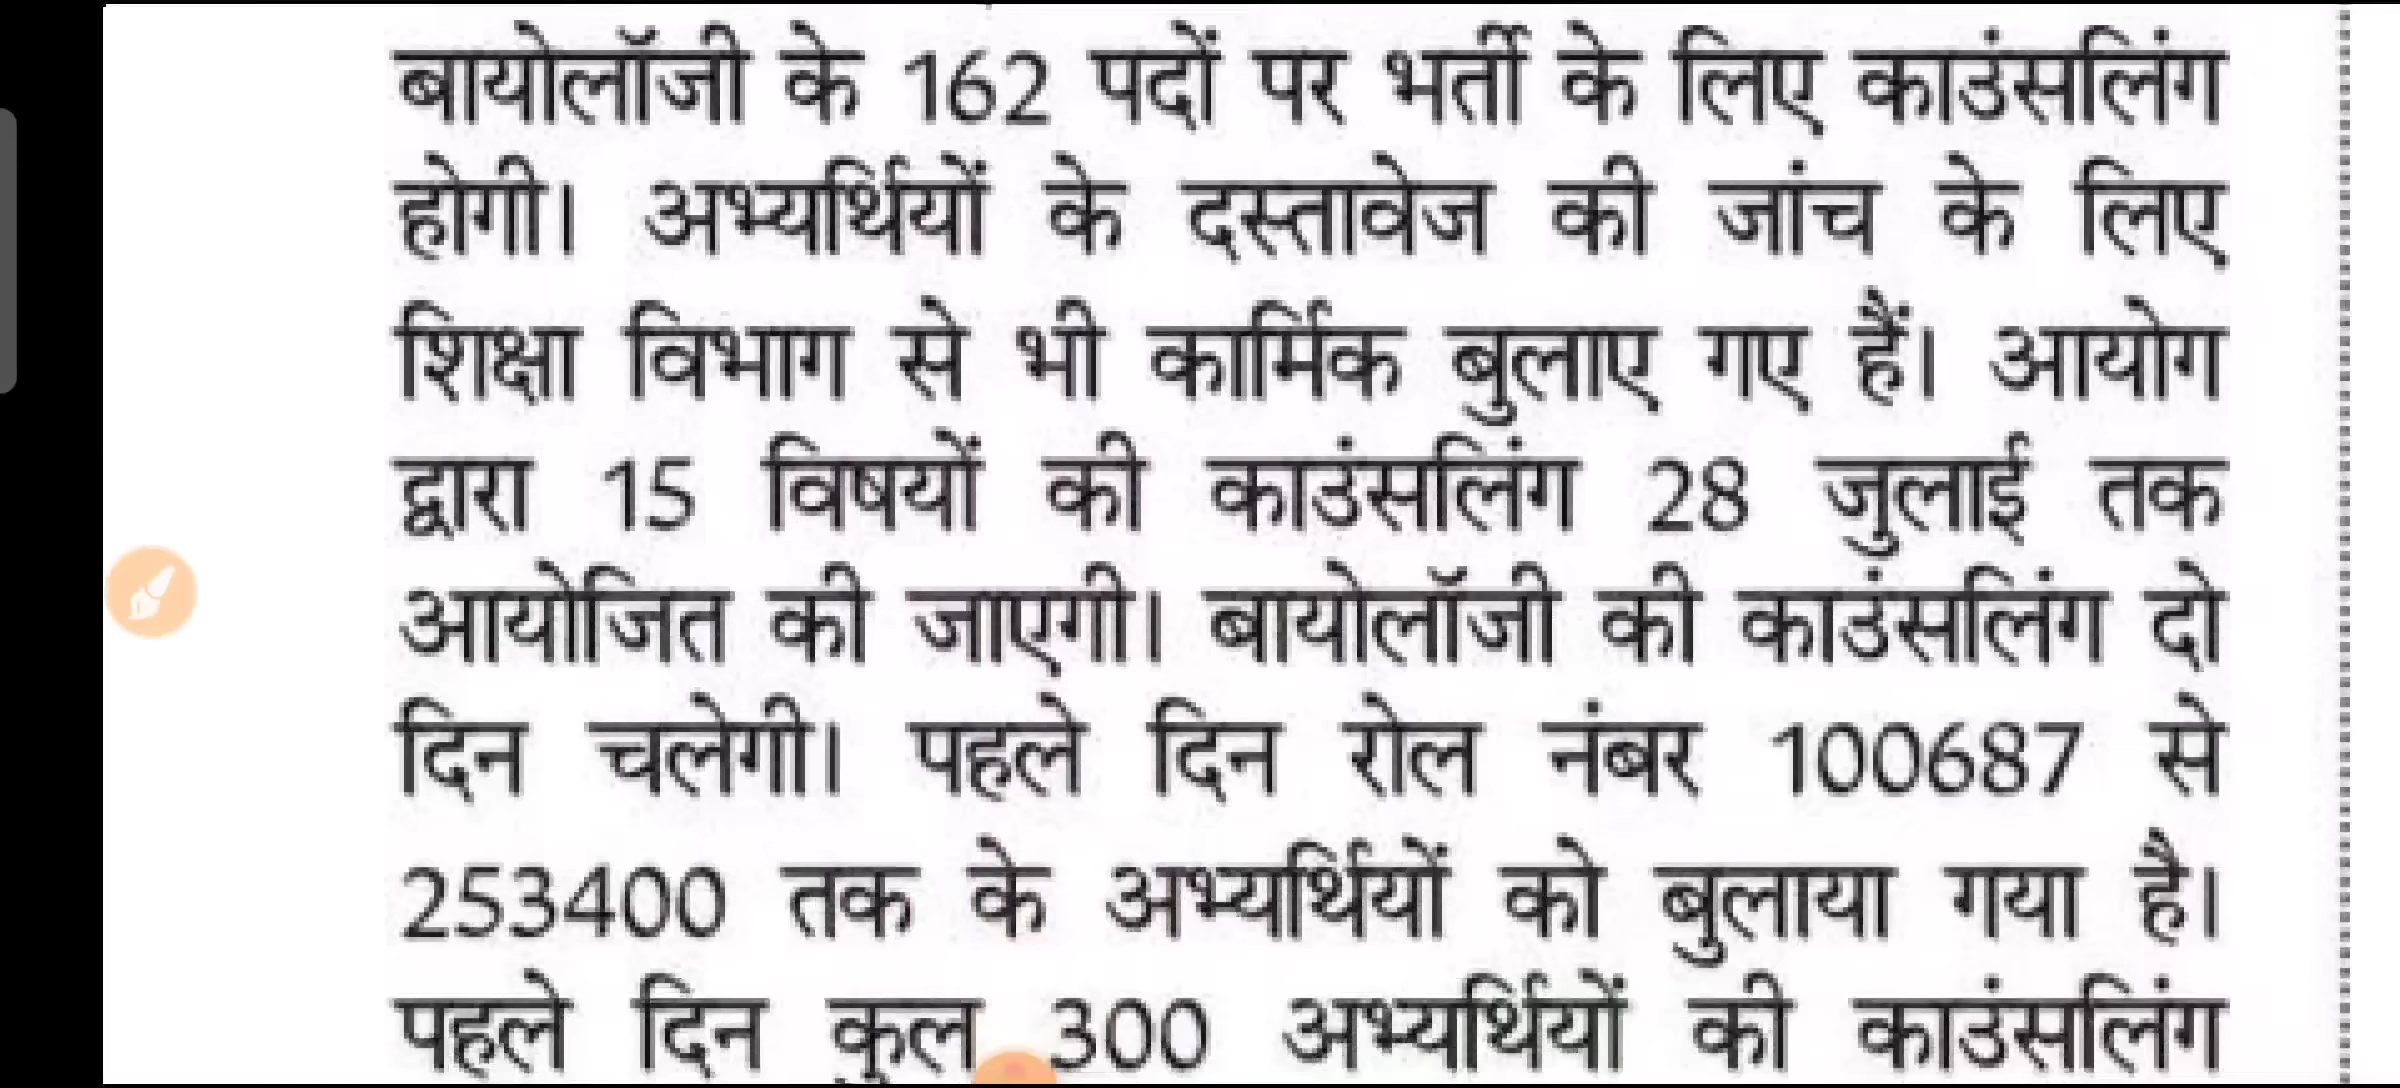 बायोलॉजी के 162 पदों पर भर्ती के लिए काउंसलिंग
होगी। अभ्यर्थियों के दस्तावेज की जांच के लिए
शिक्षा विभाग से भी कार्मिक बुलाए गए हैं। आयोग
द्वारा 15 विषयों की काउंसलिंग 28 जुलाई तक
आयोजित की जाएगी। बायोलॉजी की काउंसलिंग दो
दिन चलेगी। पहले दिन रोल नंबर 100687 से
253400 तक के अभ्यर्थियों को बुलाया गया है।
पहले दिन कुल 300 अभ्यर्थियों की काउंसलिंग